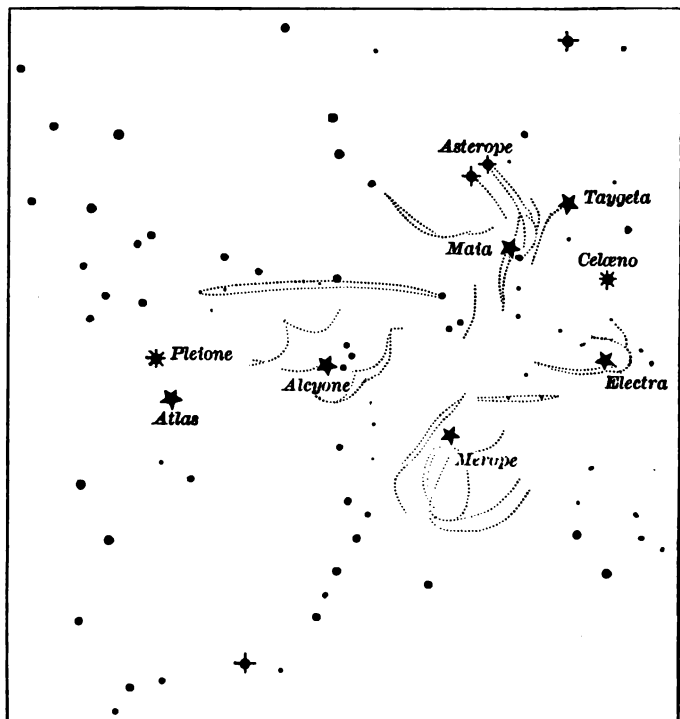 Asterope
Taygeta
Maia
Celæno
Pleione
Alcyone
Electra
Atlas
Merope